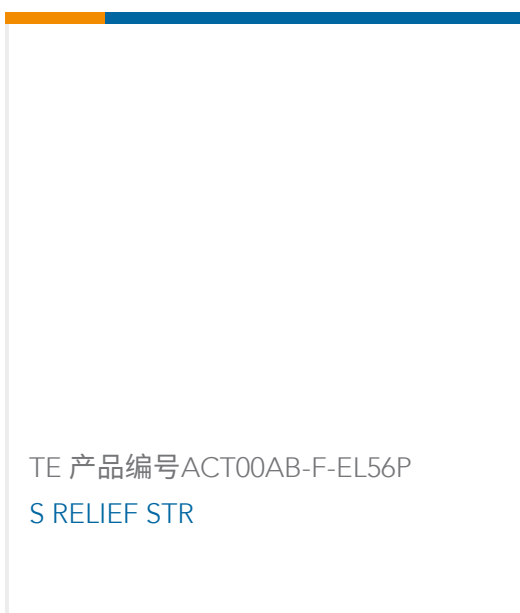 TE 产品编号ACT00AB-F-EL56P
S RELIEF STR